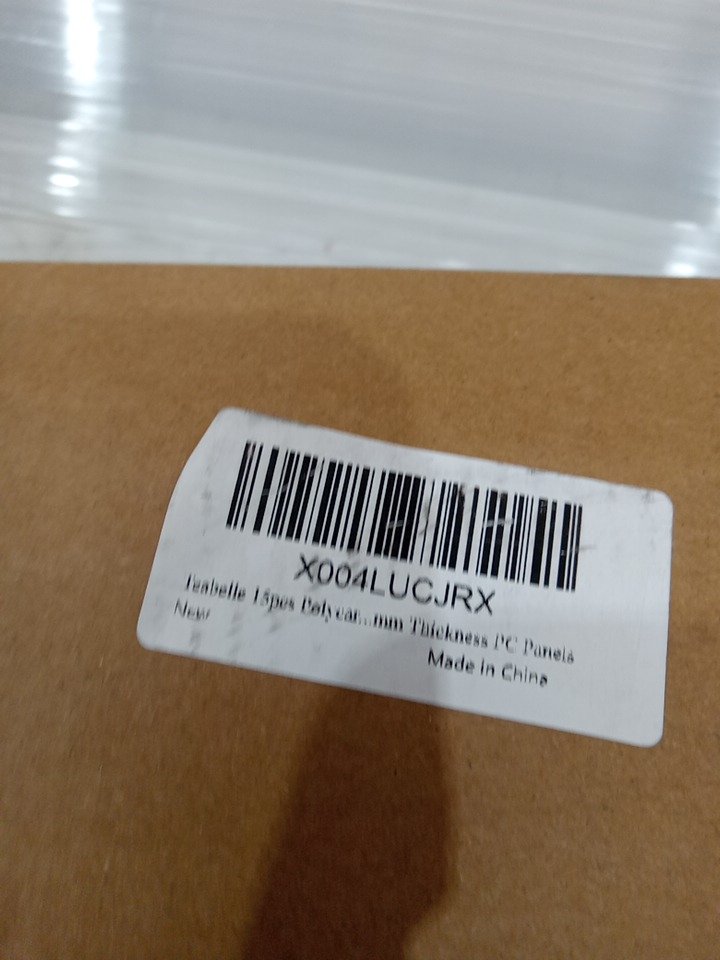 X004LUCJRX
Isabelle 15pcs Polycar...mm Thickness PC Panels
New
Made in China